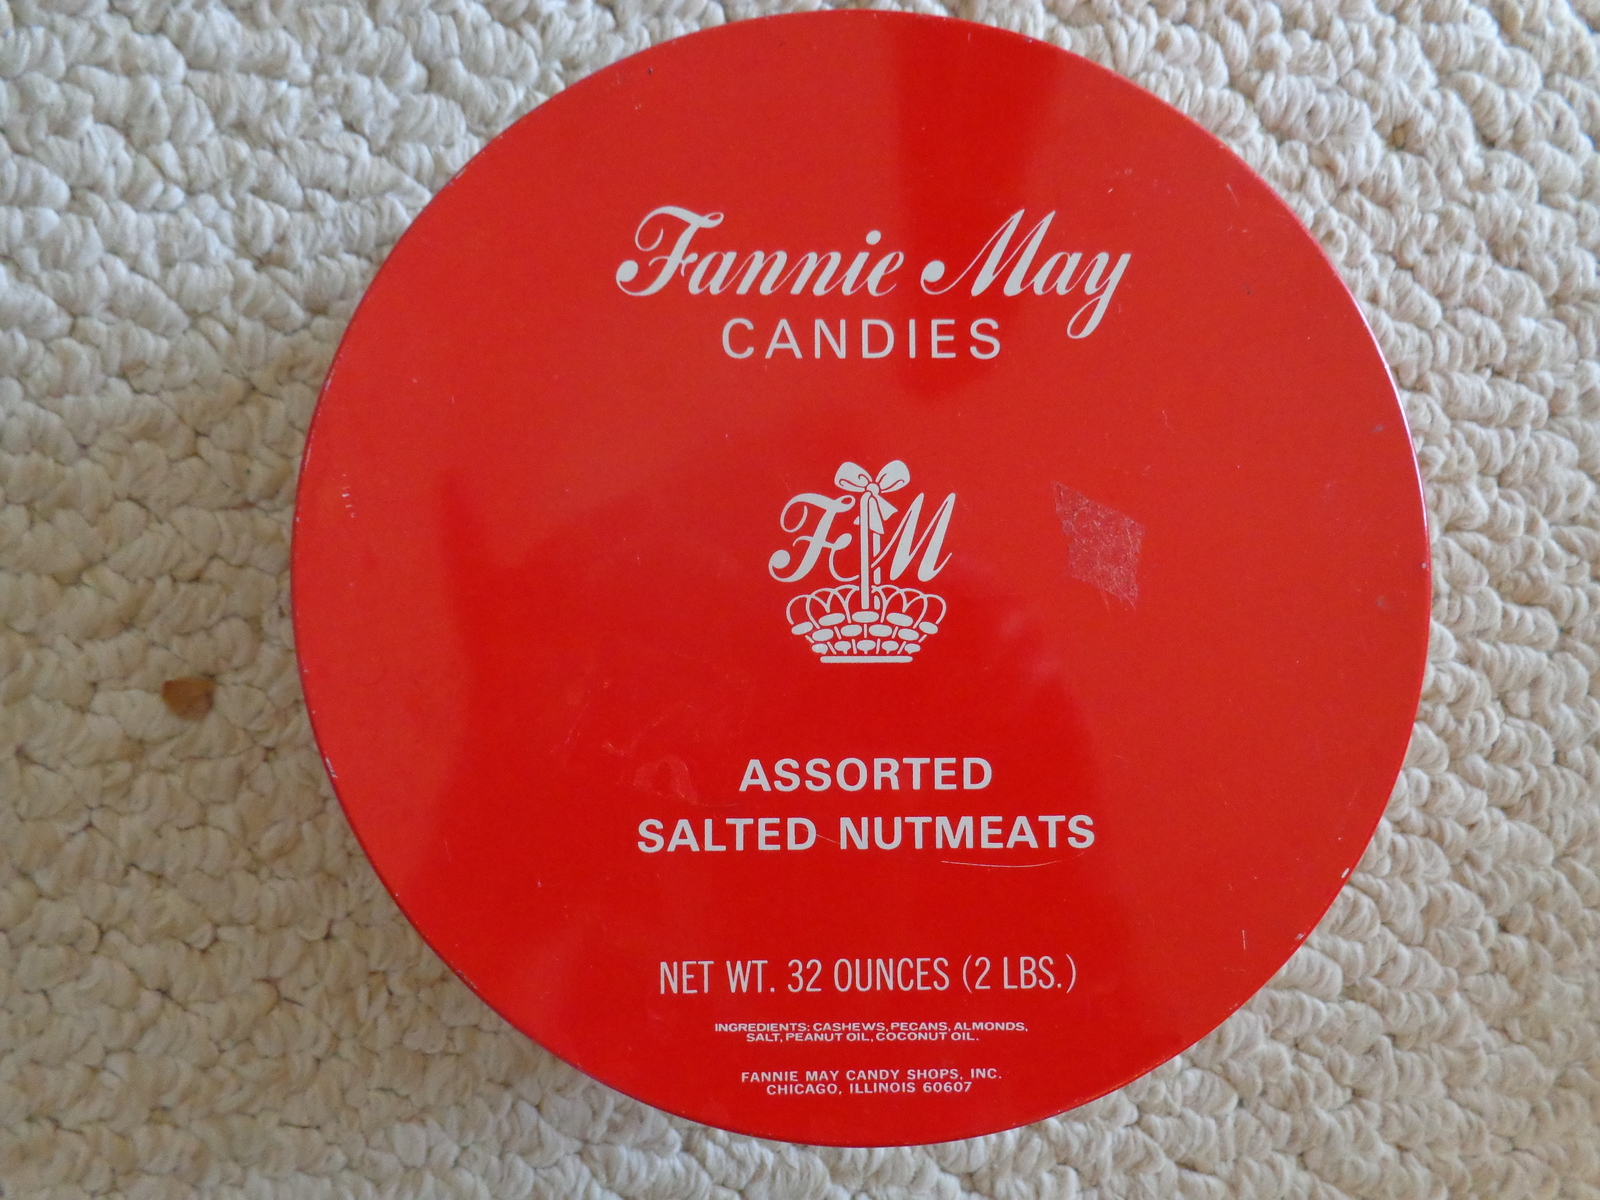 Fannie May
CANDIES
FM
ASSORTED
SALTED NUTMEATS
NET WT. 32 OUNCES (2 LBS.)
INGREDIENTS: CASHEWS, PECANS, ALMONDS,
SALT, PEANUT OIL, COCONUT OIL.
FANNIE MAY CANDY SHOPS, INC.
CHICAGO, ILLINOIS 60607